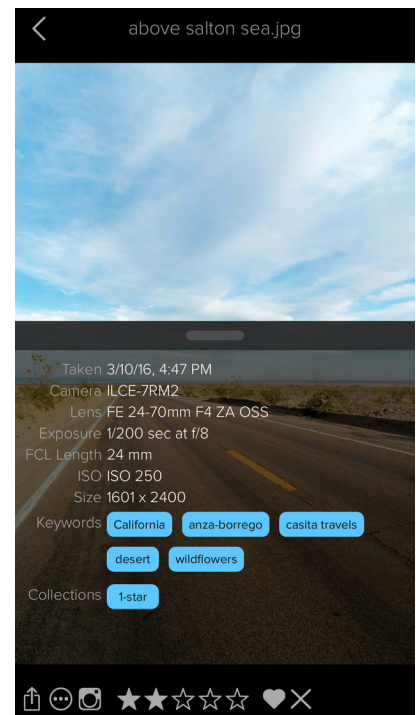 above salton sea.jpg
Taken 3/10/16, 4:47 PM
Camera ILCE-7RM2
Lens FE 24-70mm F4 ZA OSS
Exposure 1/200 sec at f/8
FCL Length 24 mm
ISO ISO 250
Size 1601 x 2400
Keywords California anza-borrego casita travels
desert wildflowers
Collections 1-star